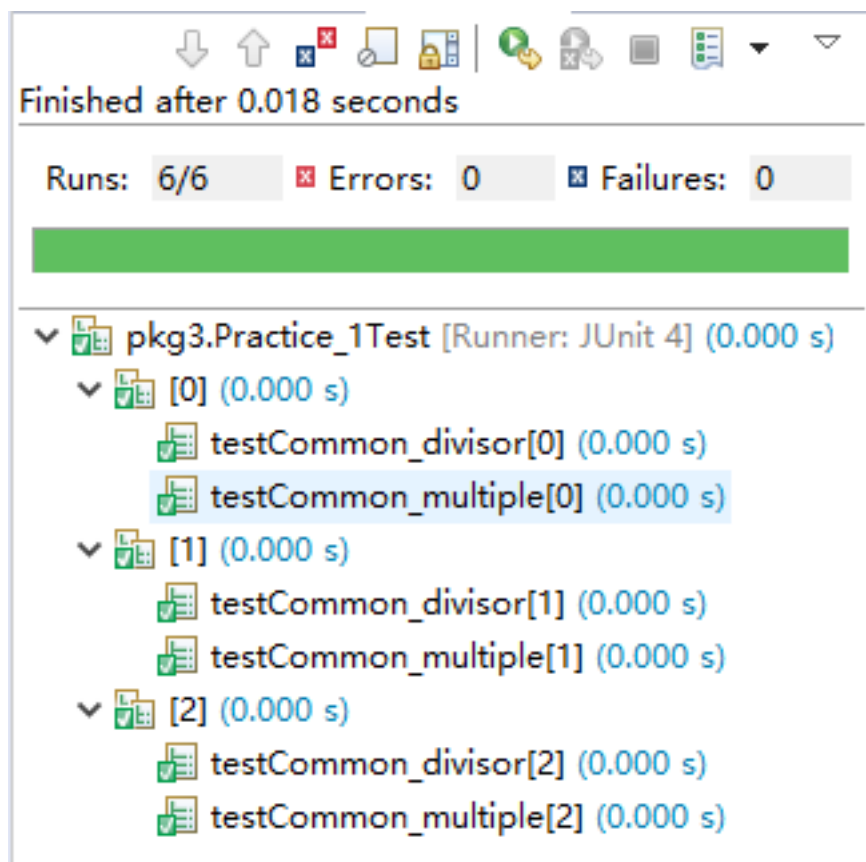 Finished after 0.018 seconds
Runs: 6/6 Errors: 0 Failures: 0
pkg3.Practice_1Test [Runner: JUnit 4] (0.000 s)
[0] (0.000 s)
testCommon_divisor[0] (0.000 s)
testCommon_multiple[0] (0.000 s)
[1] (0.000 s)
testCommon_divisor[1] (0.000 s)
testCommon_multiple[1] (0.000 s)
[2] (0.000 s)
testCommon_divisor[2] (0.000 s)
testCommon_multiple[2] (0.000 s)